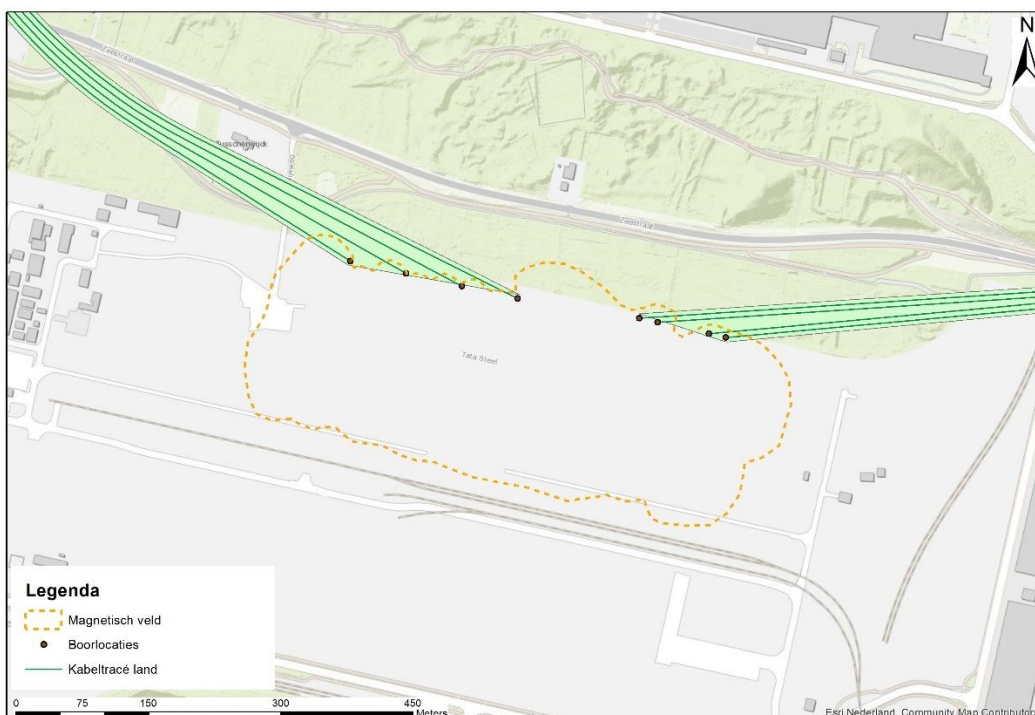 N
Zeestraat
Zeestraat
Tata Steel
Legenda
Magnetisch veld
Boorlocaties
Kabeltracé land
0 75 150 300 450
Meters
Esri Nederland, Community Map Contributors